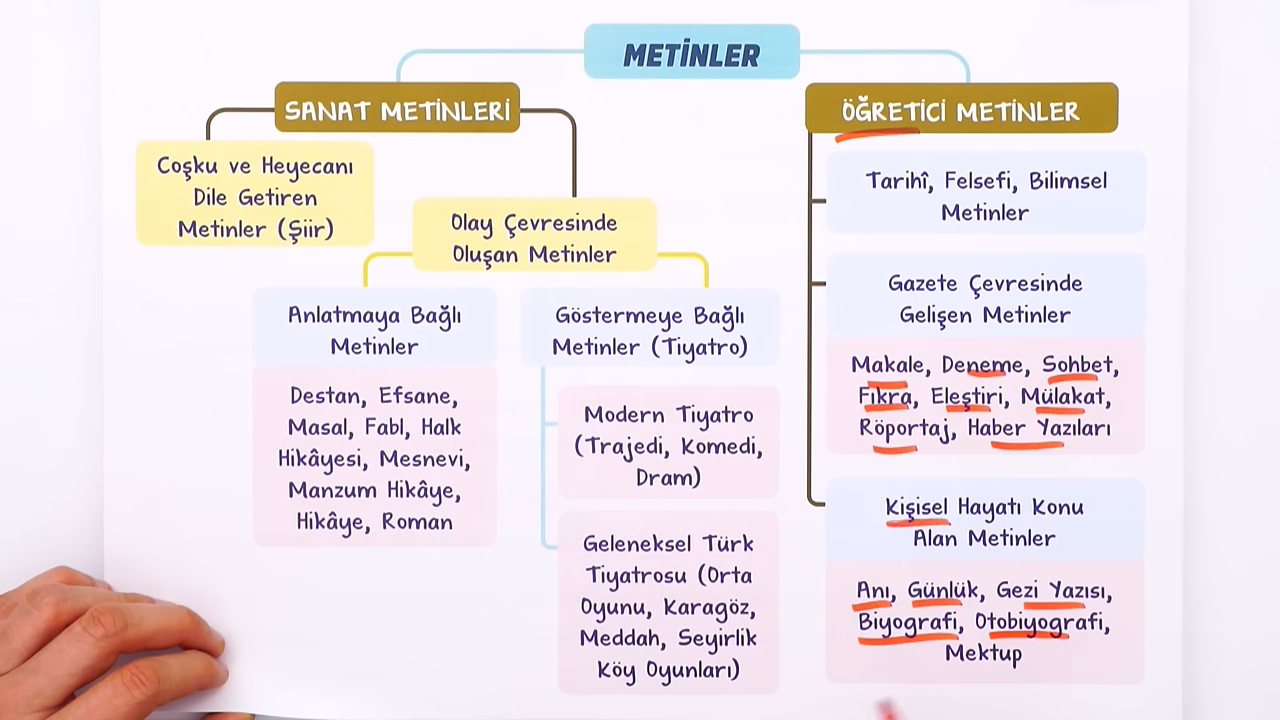 METİNLER
SANAT METİNLERİ
Coşku ve Heyecanı
Dile Getiren
Metinler (Şiir)
Olay Çevresinde
Oluşan Metinler
Anlatmaya Bağlı
Metinler
Destan, Efsane,
Masal, Fabl, Halk
Hikâyesi, Mesnevi,
Manzum Hikâye,
Hikâye, Roman
Göstermeye Bağlı
Metinler (Tiyatro)
Modern Tiyatro
(Trajedi, Komedi,
Dram)
Geleneksel Türk
Tiyatrosu (Orta
Oyunu, Karagöz,
Meddah, Seyirlik
Köy Oyunları)
ÖĞRETİCİ METİNLER
Tarihî, Felsefi, Bilimsel
Metinler
Gazete Çevresinde
Gelişen Metinler
Makale, Deneme, Sohbet,
Fıkra, Eleştiri, Mülakat,
Röportaj, Haber Yazıları
Kişisel Hayatı Konu
Alan Metinler
Anı, Günlük, Gezi Yazısı,
Biyografi, Otobiyografi,
Mektup